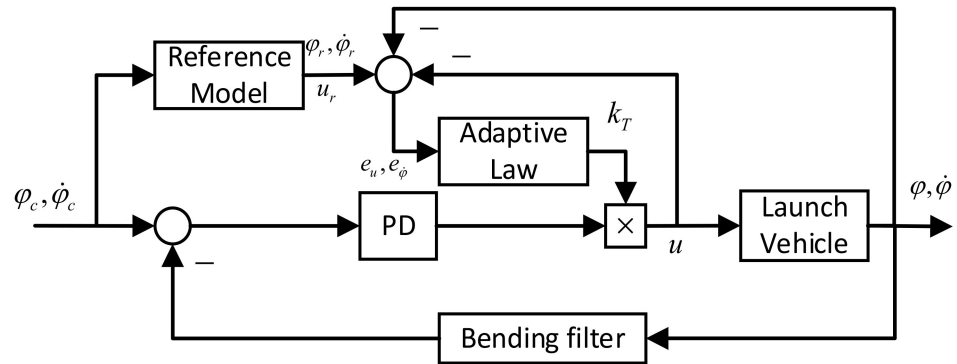 φ_r, φ̇_r
−
−
Reference
Model
u_r
k_T
Adaptive
Law
e_u, e_φ̇
φ_c, φ̇_c
φ, φ̇
PD
×
Launch
Vehicle
u
−
Bending filter